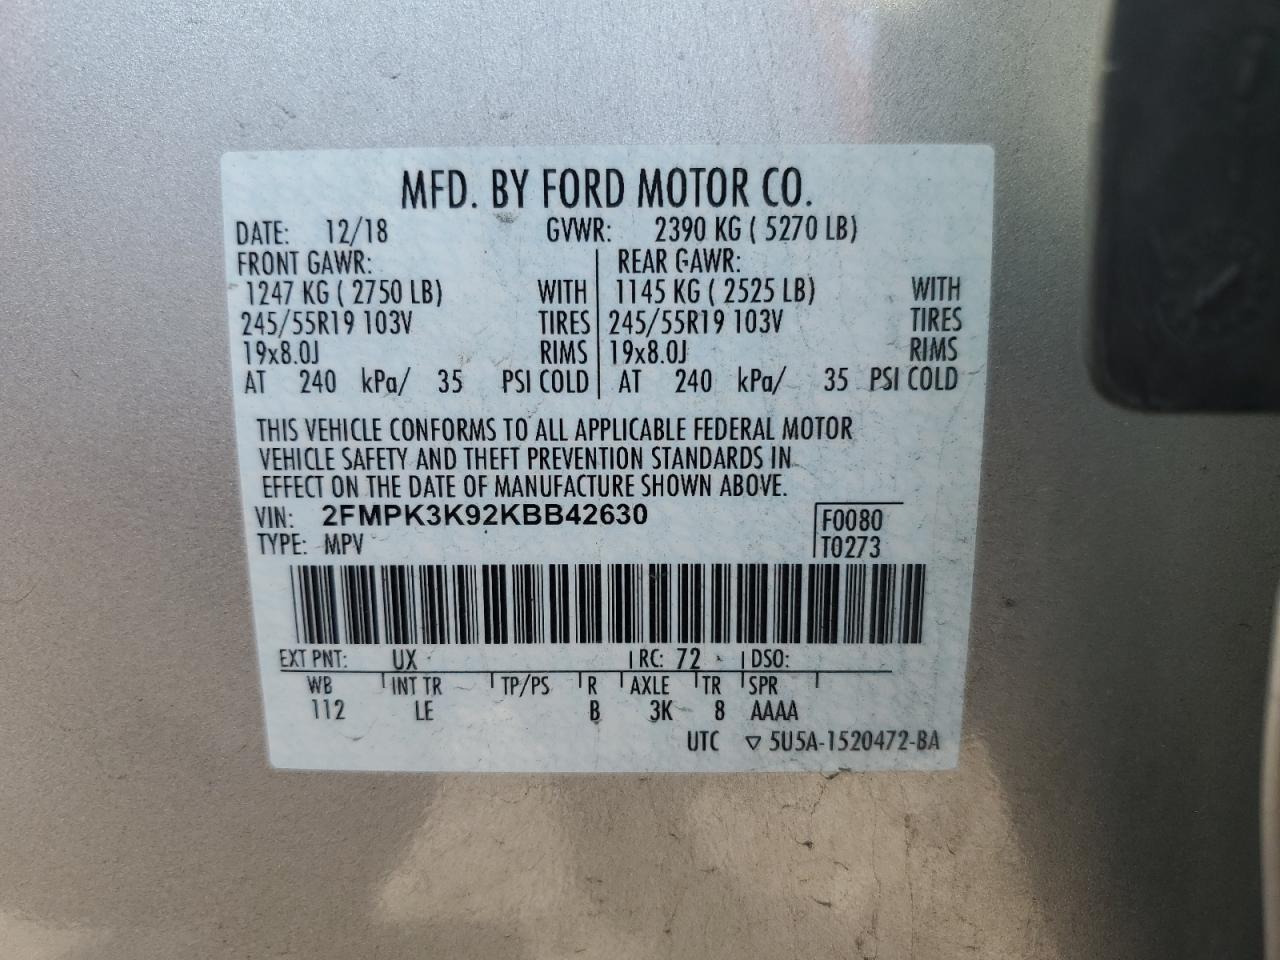 MFD. BY FORD MOTOR CO.
DATE: 12/18 GVWR: 2390 KG ( 5270 LB)
FRONT GAWR: REAR GAWR:
1247 KG ( 2750 LB) WITH 1145 KG ( 2525 LB) WITH
245/55R19 103V TIRES 245/55R19 103V TIRES
19x8.0J RIMS 19x8.0J RIMS
AT 240 kPa/ 35 PSI COLD AT 240 kPa/ 35 PSI COLD
THIS VEHICLE CONFORMS TO ALL APPLICABLE FEDERAL MOTOR
VEHICLE SAFETY AND THEFT PREVENTION STANDARDS IN
EFFECT ON THE DATE OF MANUFACTURE SHOWN ABOVE.
VIN: 2FMPK3K92KBB42630 F0080
TYPE: MPV T0273
EXT PNT: UX RC: 72 DSO:
WB INT TR TP/PS R AXLE TR SPR
112 LE B 3K 8 AAAA
UTC ▽ 5U5A-1520472-BA